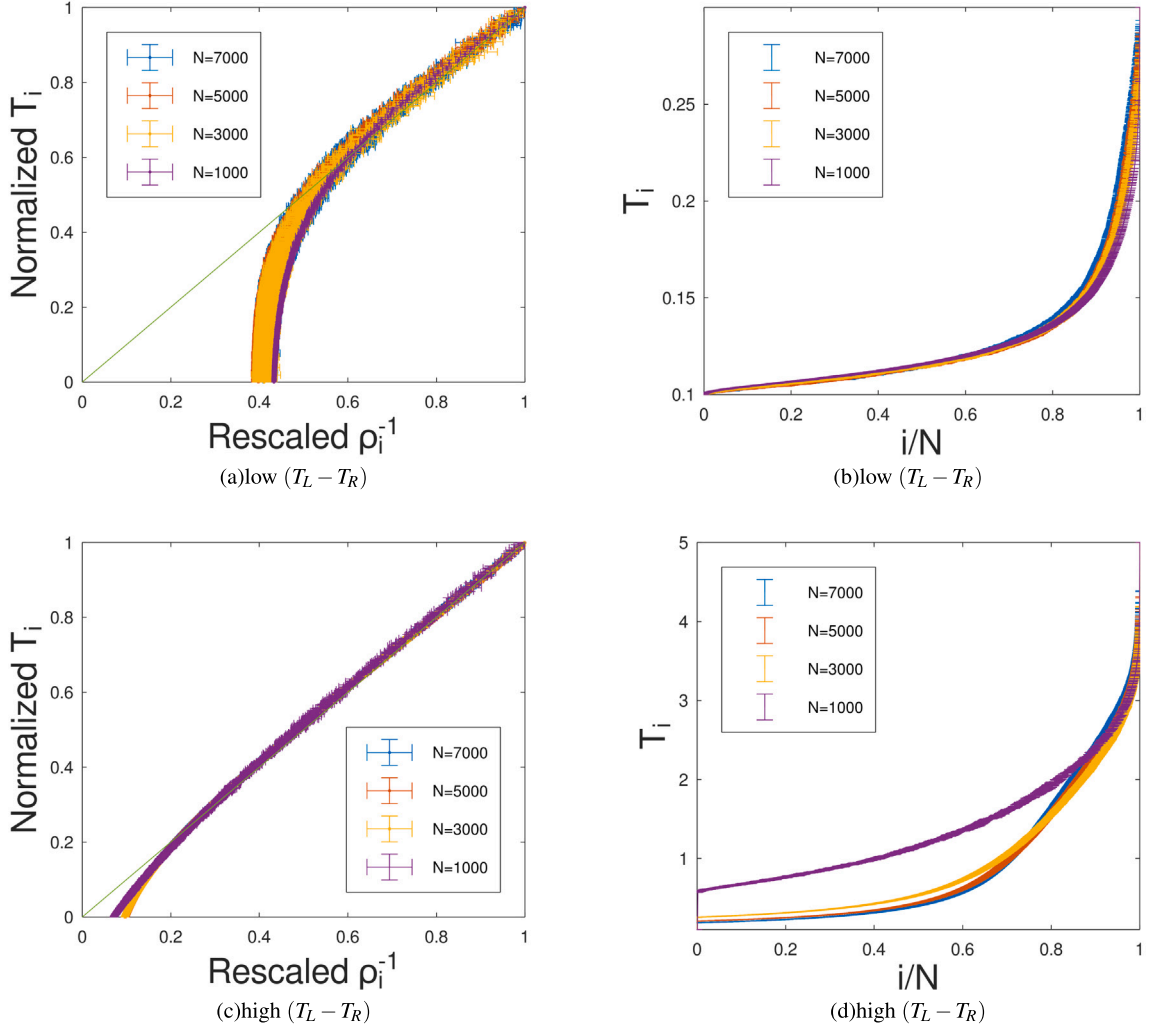 1
0.8
0.6
0.4
0.2
0
Normalized T_i
N=7000
N=5000
N=3000
N=1000
0
0.2
0.4
0.6
0.8
1
Rescaled ρ_i^-1
(a)low (T_L − T_R)
0.25
0.2
0.15
0.1
T_i
N=7000
N=5000
N=3000
N=1000
0
0.2
0.4
0.6
0.8
1
i/N
(b)low (T_L − T_R)
1
0.8
0.6
0.4
0.2
0
Normalized T_i
N=7000
N=5000
N=3000
N=1000
0
0.2
0.4
0.6
0.8
1
Rescaled ρ_i^-1
(c)high (T_L − T_R)
5
4
3
2
1
T_i
N=7000
N=5000
N=3000
N=1000
0
0.2
0.4
0.6
0.8
1
i/N
(d)high (T_L − T_R)